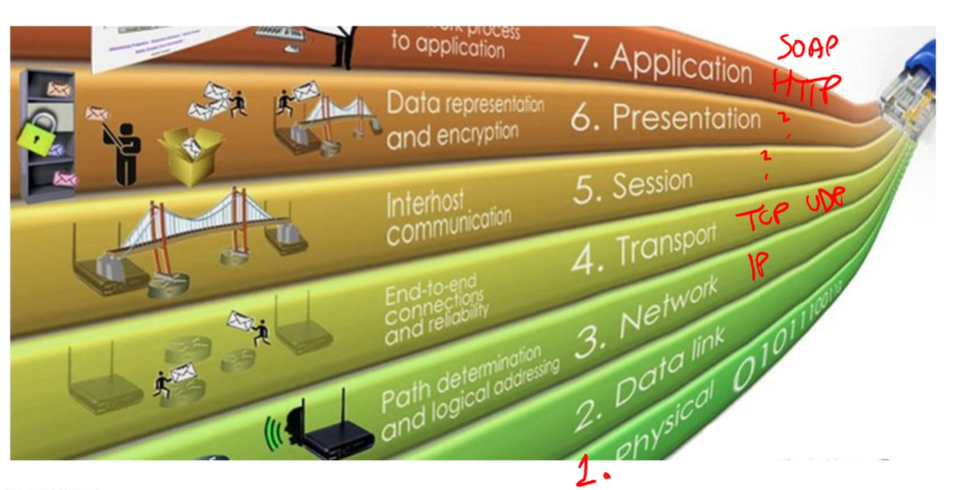 to application
7. Application
SOAP
HTTP
Data representation
and encryption
6. Presentation
?
?
Interhost
communication
5. Session
TCP UDP
End-to-end
connections
and reliability
4. Transport
IP
Path determination
and logical addressing
3. Network
2. Data link
1. Physical
010111001